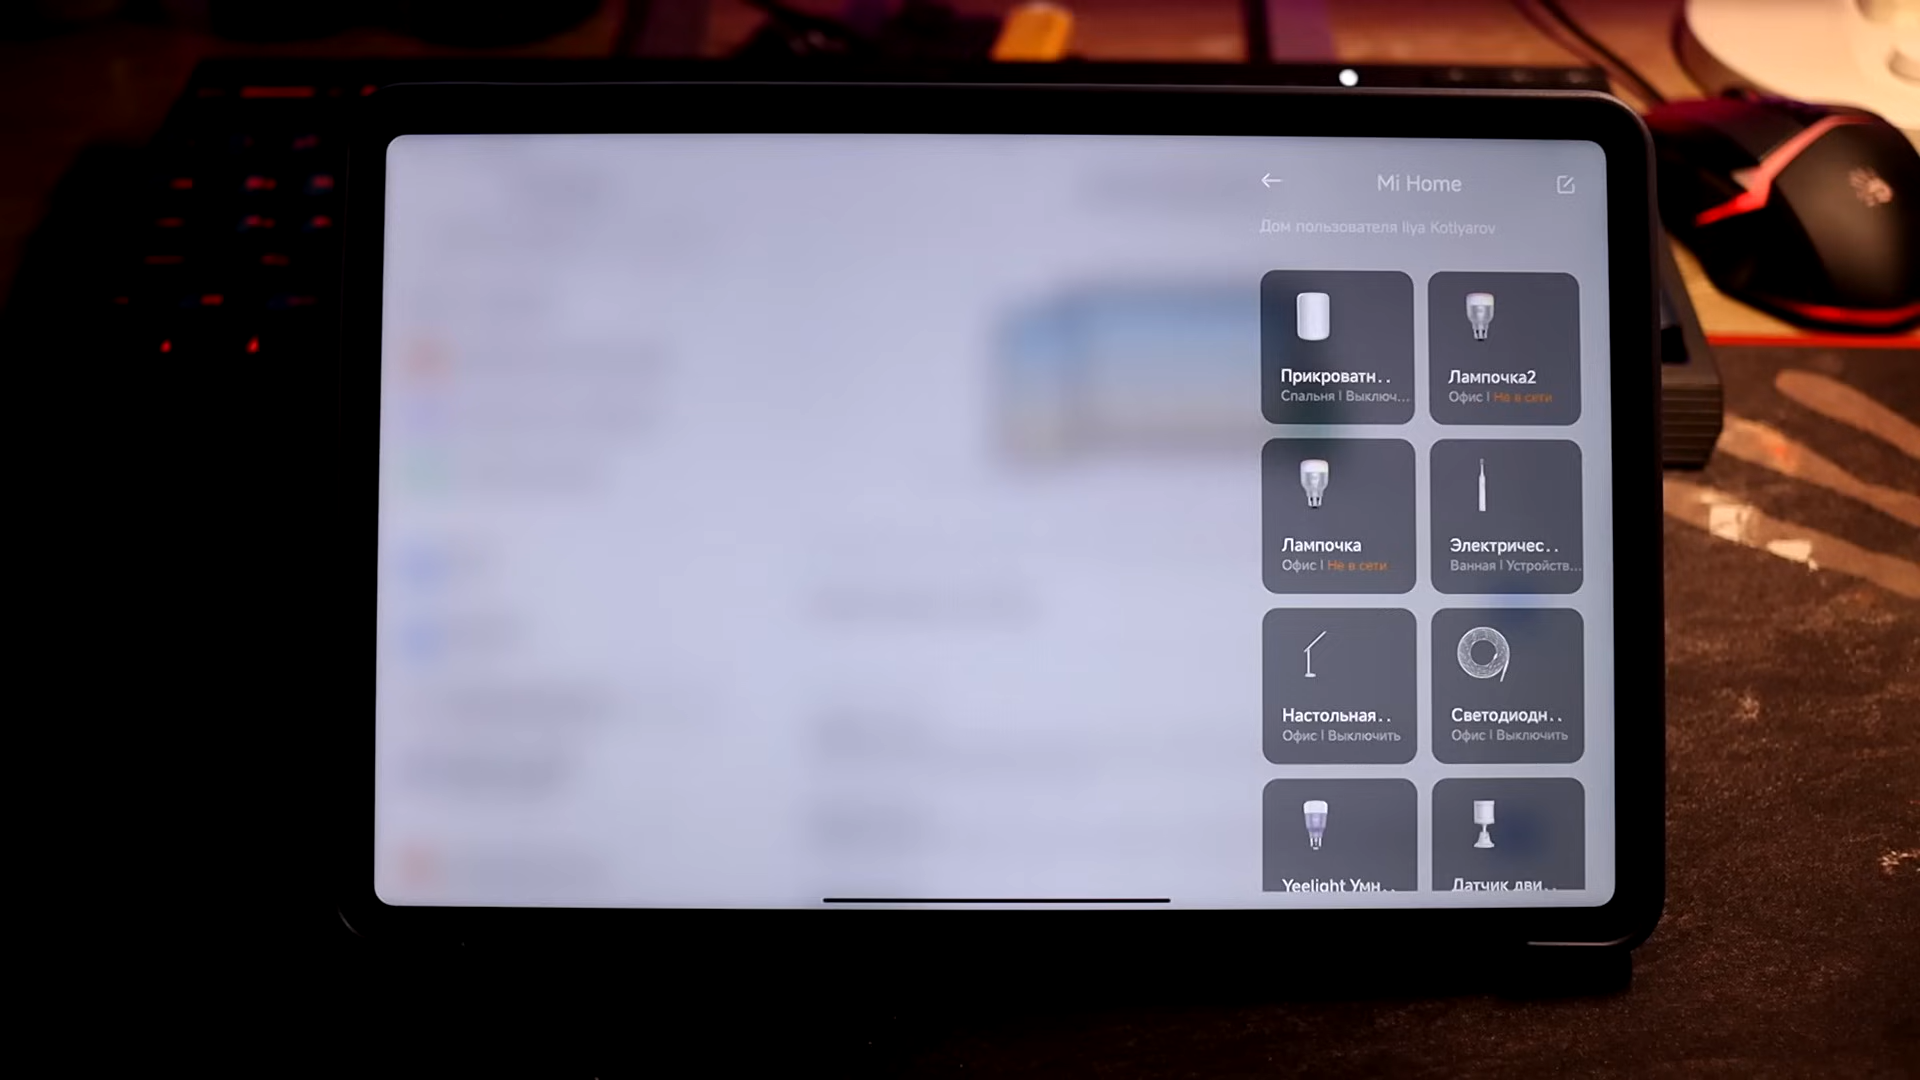 Mi Home
Дом пользователя Ilya Kotlyarov
Прикроватн..
Спальня | Выключ...
Лампочка2
Офис | Не в сети
Лампочка
Офис | Не в сети
Электричес..
Ванная | Устройств...
Настольная..
Офис | Выключить
Светодиодн..
Офис | Выключить
Yeelight Умн..
Датчик дви..